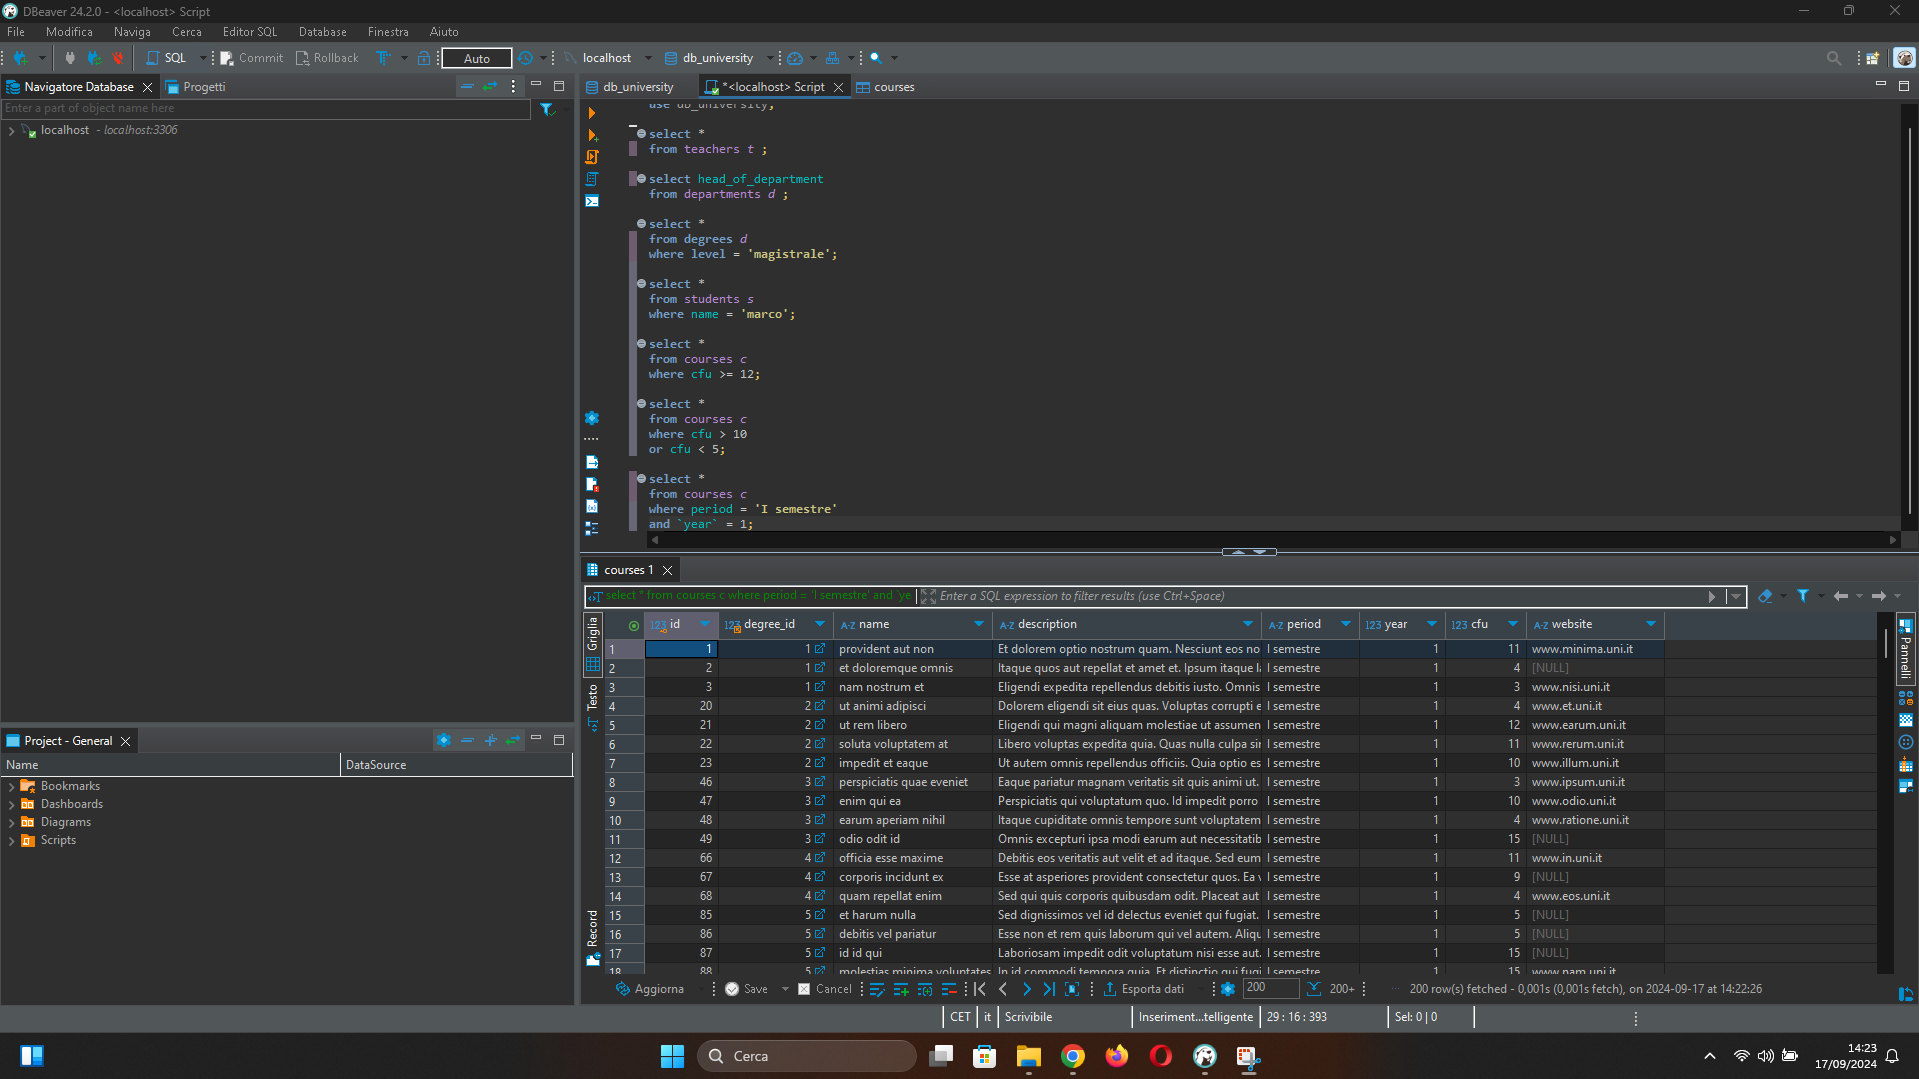 DBeaver 24.2.0 - <localhost> Script
File Modifica Naviga Cerca Editor SQL Database Finestra Aiuto
SQL Commit Rollback Auto localhost db_university
Navigatore Database Progetti
Enter a part of object name here
localhost - localhost:3306
db_university *<localhost> Script courses
use db_university;
select *
from teachers t ;
select head_of_department
from departments d ;
select *
from degrees d
where level = 'magistrale';
select *
from students s
where name = 'marco';
select *
from courses c
where cfu >= 12;
select *
from courses c
where cfu > 10
or cfu < 5;
select *
from courses c
where period = 'I semestre'
and `year` = 1;
Project - General
Name DataSource
Bookmarks
Dashboards
Diagrams
Scripts
courses 1
select * from courses c where period = 'I semestre' and `ye Enter a SQL expression to filter results (use Ctrl+Space)
Griglia
Testo
Record
Pannelli
123 id 123 degree_id A-Z name A-Z description A-Z period 123 year 123 cfu A-Z website
1 1 1 provident aut non Et dolorem optio nostrum quam. Nesciunt eos no I semestre 1 11 www.minima.uni.it
2 2 1 et doloremque omnis Itaque quos aut repellat et amet et. Ipsum itaque l I semestre 1 4 [NULL]
3 3 1 nam nostrum et Eligendi expedita repellendus debitis iusto. Omnis I semestre 1 3 www.nisi.uni.it
4 20 2 ut animi adipisci Dolorem eligendi sit eius quas. Voluptas corrupti e I semestre 1 4 www.et.uni.it
5 21 2 ut rem libero Eligendi qui magni aliquam molestiae ut assumen I semestre 1 12 www.earum.uni.it
6 22 2 soluta voluptatem at Libero voluptas expedita quia. Quas nulla culpa sin I semestre 1 11 www.rerum.uni.it
7 23 2 impedit et eaque Ut autem omnis repellendus officiis. Quia optio es I semestre 1 10 www.illum.uni.it
8 46 3 perspiciatis quae eveniet Eaque pariatur magnam veritatis sit quis animi ut. I semestre 1 3 www.ipsum.uni.it
9 47 3 enim qui ea Perspiciatis qui voluptatum quo. Id impedit porro I semestre 1 10 www.odio.uni.it
10 48 3 earum aperiam nihil Itaque cupiditate omnis tempore sunt voluptatem I semestre 1 4 www.ratione.uni.it
11 49 3 odio odit id Omnis excepturi ipsa modi earum aut necessitatib I semestre 1 15 [NULL]
12 66 4 officia esse maxime Debitis eos veritatis aut velit et ad itaque. Sed eum I semestre 1 11 www.in.uni.it
13 67 4 corporis incidunt ex Esse at asperiores provident consectetur quos. Ea v I semestre 1 9 [NULL]
14 68 4 quam repellat enim Sed qui quis corporis quibusdam odit. Placeat aut I semestre 1 4 www.eos.uni.it
15 85 5 et harum nulla Sed dignissimos vel id delectus eveniet qui fugiat. I semestre 1 5 [NULL]
16 86 5 debitis vel pariatur Esse non et rem quis laborum qui vel autem. Aliqu I semestre 1 5 [NULL]
17 87 5 id id qui Laboriosam impedit odit voluptatum nisi esse aut. I semestre 1 15 [NULL]
18 88 5 molestias minima voluptates In id commodi tempora quia. Et distinctio qui fugi I semestre 1 15 www.nam.uni.it
Aggiorna Save Cancel Esporta dati 200 200+ 200 row(s) fetched - 0,001s (0,001s fetch), on 2024-09-17 at 14:22:26
CET it Scrivibile Inseriment...telligente 29 : 16 : 393 Sel: 0 | 0
Cerca
14:23
17/09/2024